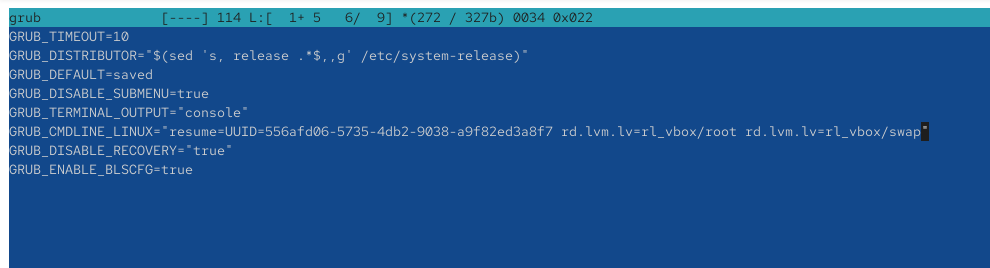 grub [----] 114 L:[ 1+ 5 6/ 9] *(272 / 327b) 0034 0x022
GRUB_TIMEOUT=10
GRUB_DISTRIBUTOR="$(sed 's, release .*$,,g' /etc/system-release)"
GRUB_DEFAULT=saved
GRUB_DISABLE_SUBMENU=true
GRUB_TERMINAL_OUTPUT="console"
GRUB_CMDLINE_LINUX="resume=UUID=556afd06-5735-4db2-9038-a9f82ed3a8f7 rd.lvm.lv=rl_vbox/root rd.lvm.lv=rl_vbox/swap"
GRUB_DISABLE_RECOVERY="true"
GRUB_ENABLE_BLSCFG=true